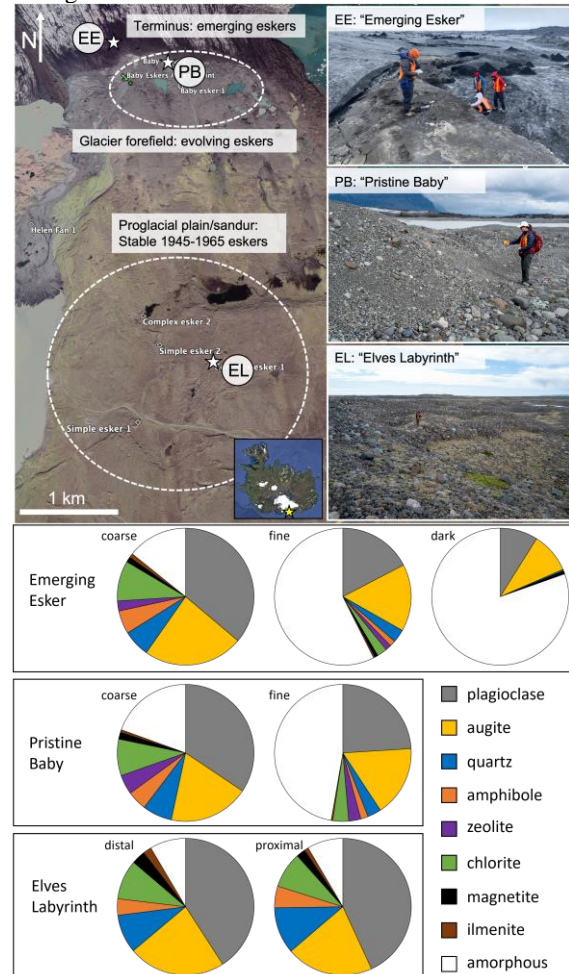 N
EE
Terminus: emerging eskers
Baby
PB
Baby Eskers
Baby esker 1
Glacier forefield: evolving eskers
Helen Fan 1
Proglacial plain/sandur:
Stable 1945-1965 eskers
Complex esker 2
Simple esker 2
EL
esker 1
Simple esker 1
1 km
EE: "Emerging Esker"
PB: "Pristine Baby"
EL: "Elves Labyrinth"
Emerging
Esker
coarse
fine
dark
Pristine
Baby
coarse
fine
Elves
Labyrinth
distal
proximal
plagioclase
augite
quartz
amphibole
zeolite
chlorite
magnetite
ilmenite
amorphous